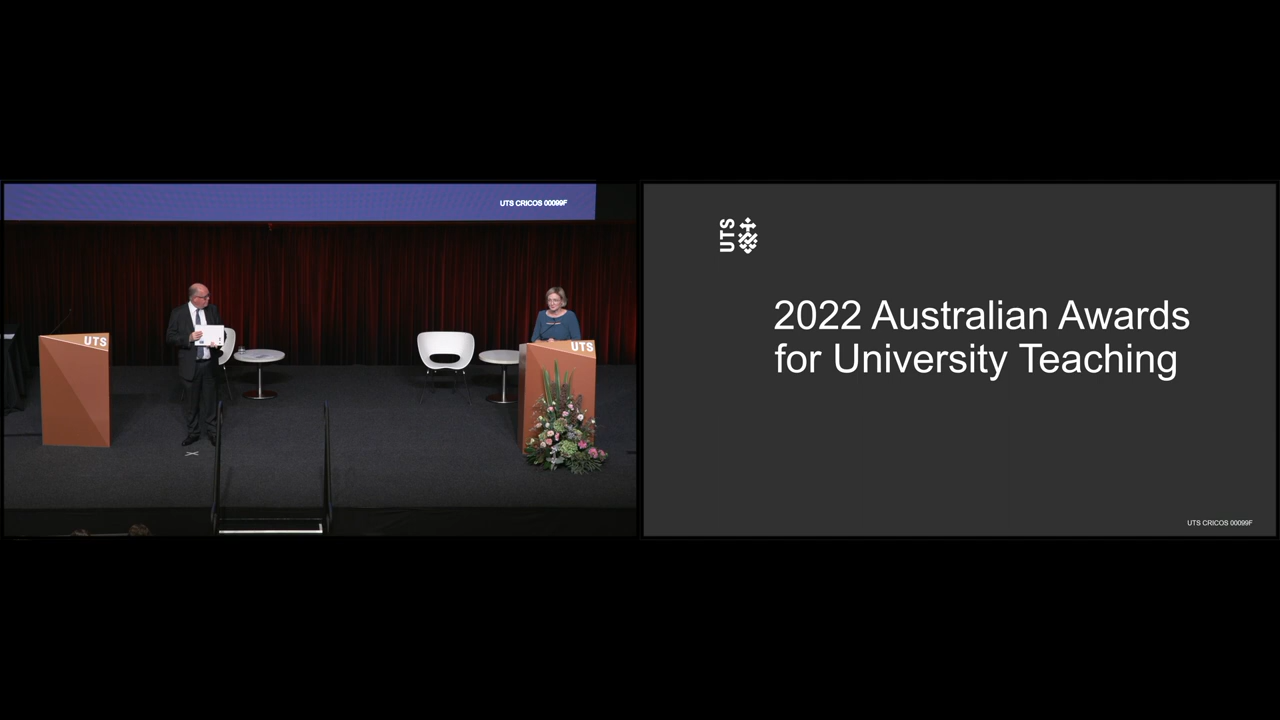 UTS CRICOS 00099F
UTS
UTS
UTS
2022 Australian Awards
for University Teaching
UTS CRICOS 00099F